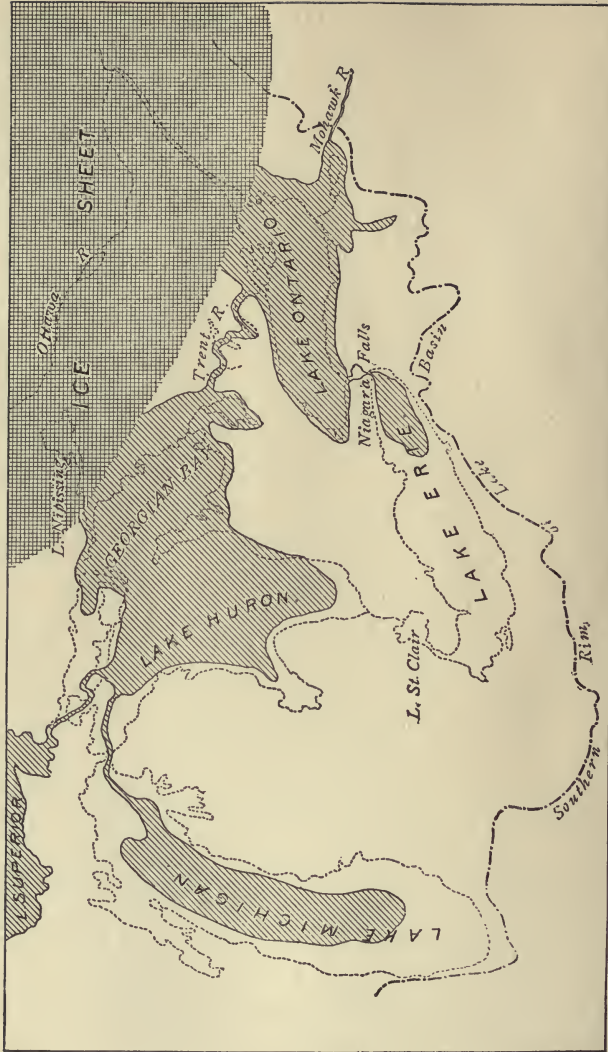 ICE SHEET
Ottawa R.
L. Nipissing
Mohawk R
Trent R.
LAKE ONTARIO
GEORGIAN BAY
Niagara Falls
LAKE HURON.
LAKE ERIE
L. St. Clair
L. SUPERIOR
LAKE MICHIGAN.
LAKE
Southern Rim, Lake Basin